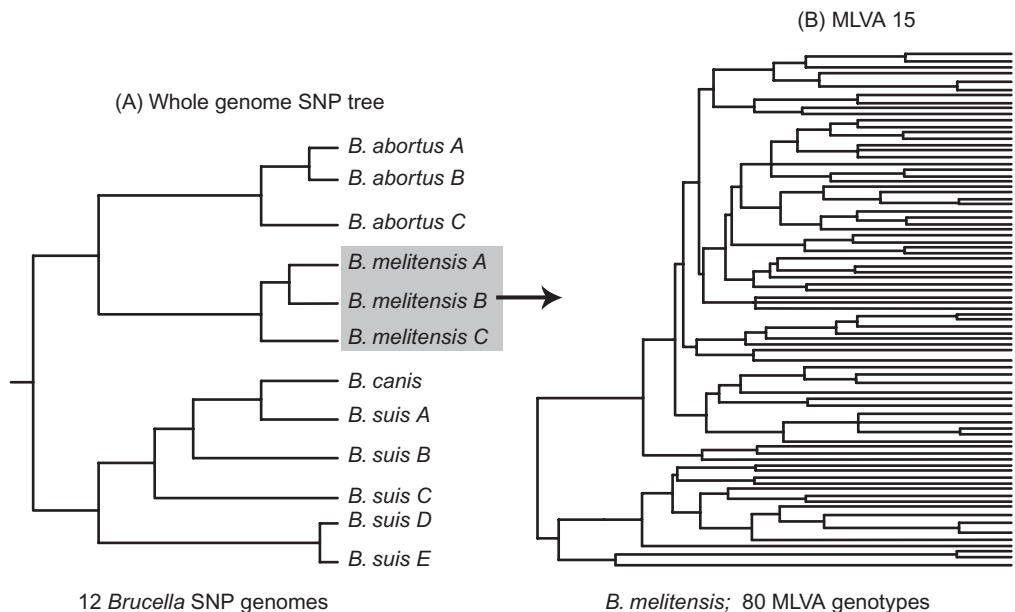 (B) MLVA 15
(A) Whole genome SNP tree
B. abortus A
B. abortus B
B. abortus C
B. melitensis A
B. melitensis B
B. melitensis C
B. canis
B. suis A
B. suis B
B. suis C
B. suis D
B. suis E
12 Brucella SNP genomes
B. melitensis; 80 MLVA genotypes